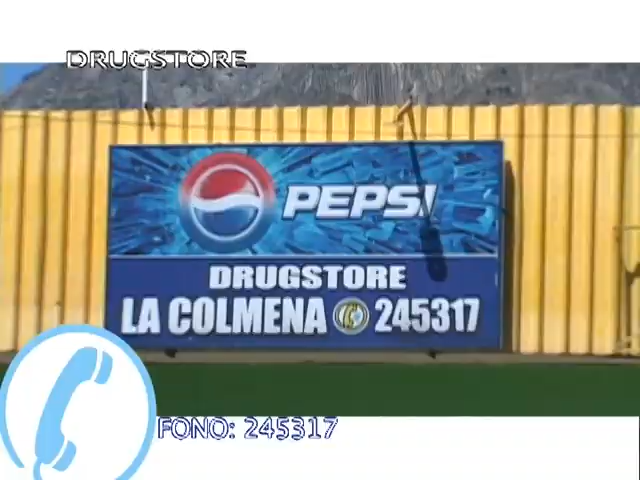 DRUGSTORE
PEPSI
DRUGSTORE
LA COLMENA 245317
FONO: 245317